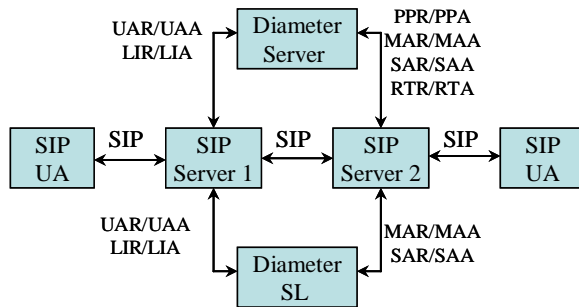 UAR/UAA
LIR/LIA
Diameter
Server
PPR/PPA
MAR/MAA
SAR/SAA
RTR/RTA
SIP
UA
SIP
SIP
Server 1
SIP
SIP
Server 2
SIP
SIP
UA
UAR/UAA
LIR/LIA
Diameter
SL
MAR/MAA
SAR/SAA